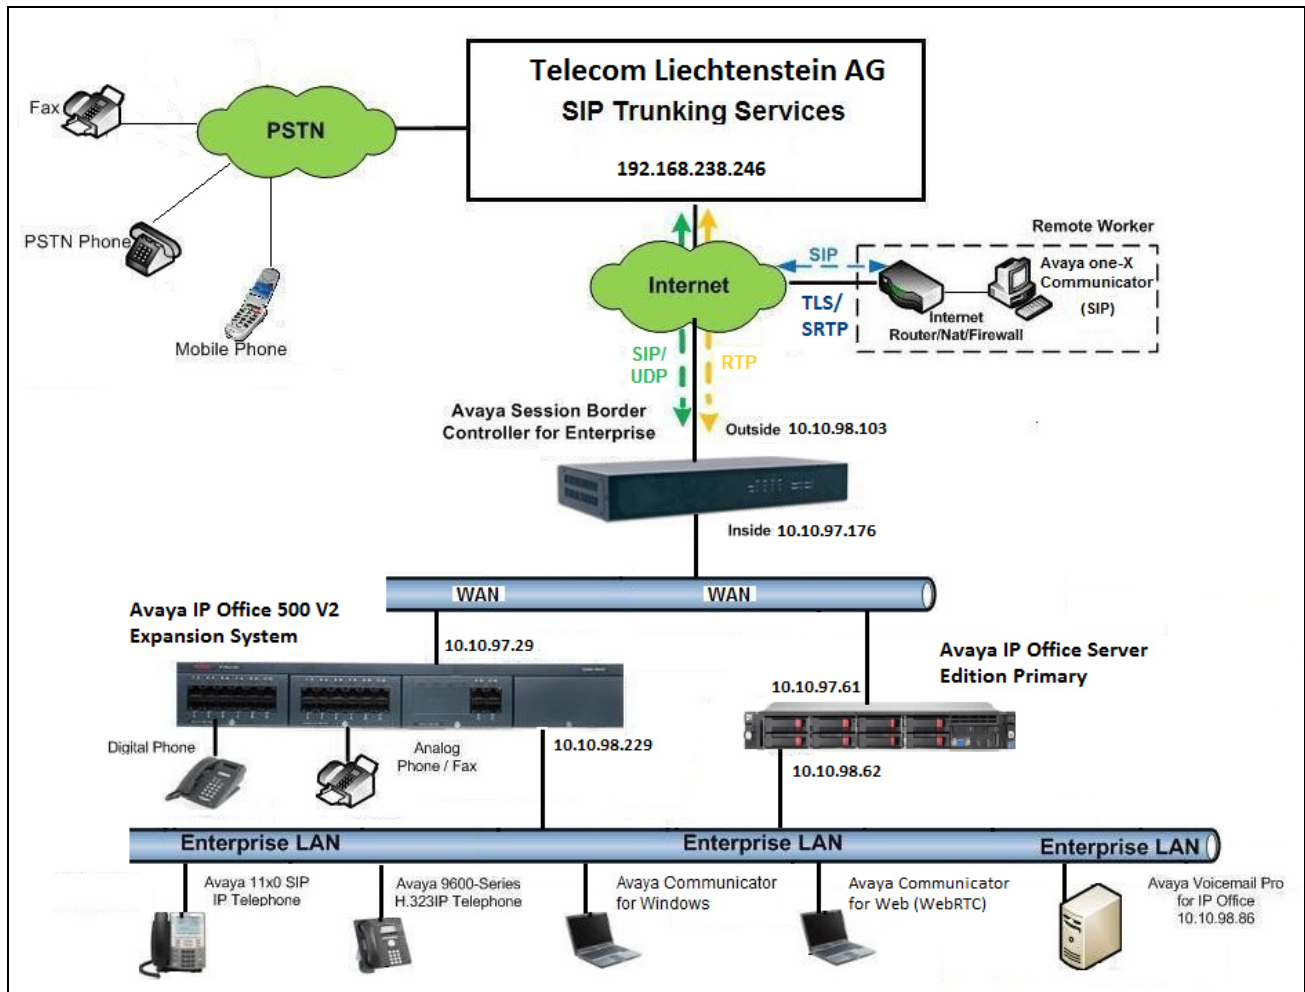 Telecom Liechtenstein AG
SIP Trunking Services
192.168.238.246
Fax
PSTN
PSTN Phone
Mobile Phone
Remote Worker
SIP
Avaya one-X
Communicator
(SIP)
Internet
TLS/
SRTP
Internet
Router/Nat/Firewall
SIP/
UDP
RTP
Avaya Session Border
Controller for Enterprise
Outside 10.10.98.103
Inside 10.10.97.176
WAN
WAN
Avaya IP Office 500 V2
Expansion System
10.10.97.29
Avaya IP Office Server
Edition Primary
10.10.97.61
Digital Phone
Analog
Phone / Fax
10.10.98.229
10.10.98.62
Enterprise LAN
Enterprise LAN
Enterprise LAN
Avaya 11x0 SIP
IP Telephone
Avaya 9600-Series
H.323IP Telephone
Avaya Communicator
for Windows
Avaya Communicator
for Web (WebRTC)
Avaya Voicemail Pro
for IP Office
10.10.98.86